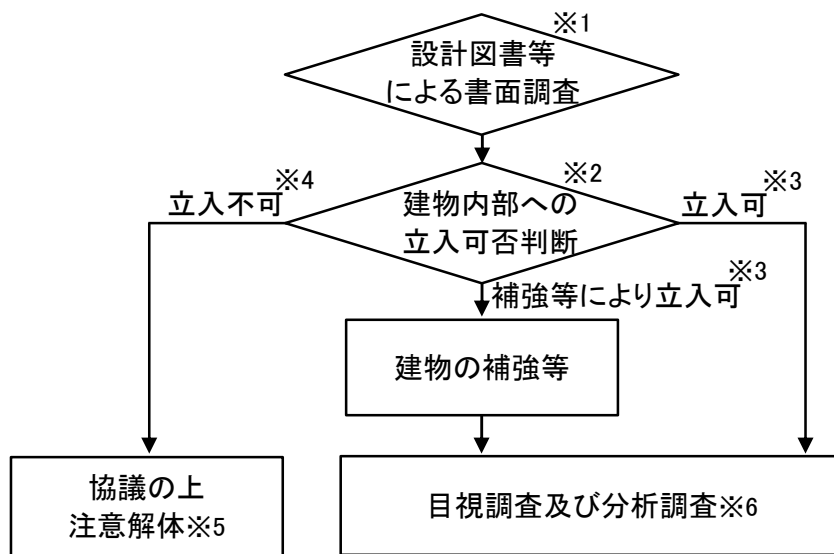 ※1
設計図書等
による書面調査
※2
建物内部への
立入可否判断
立入不可※4
立入可※3
補強等により立入可※3
建物の補強等
協議の上
注意解体※5
目視調査及び分析調査※6